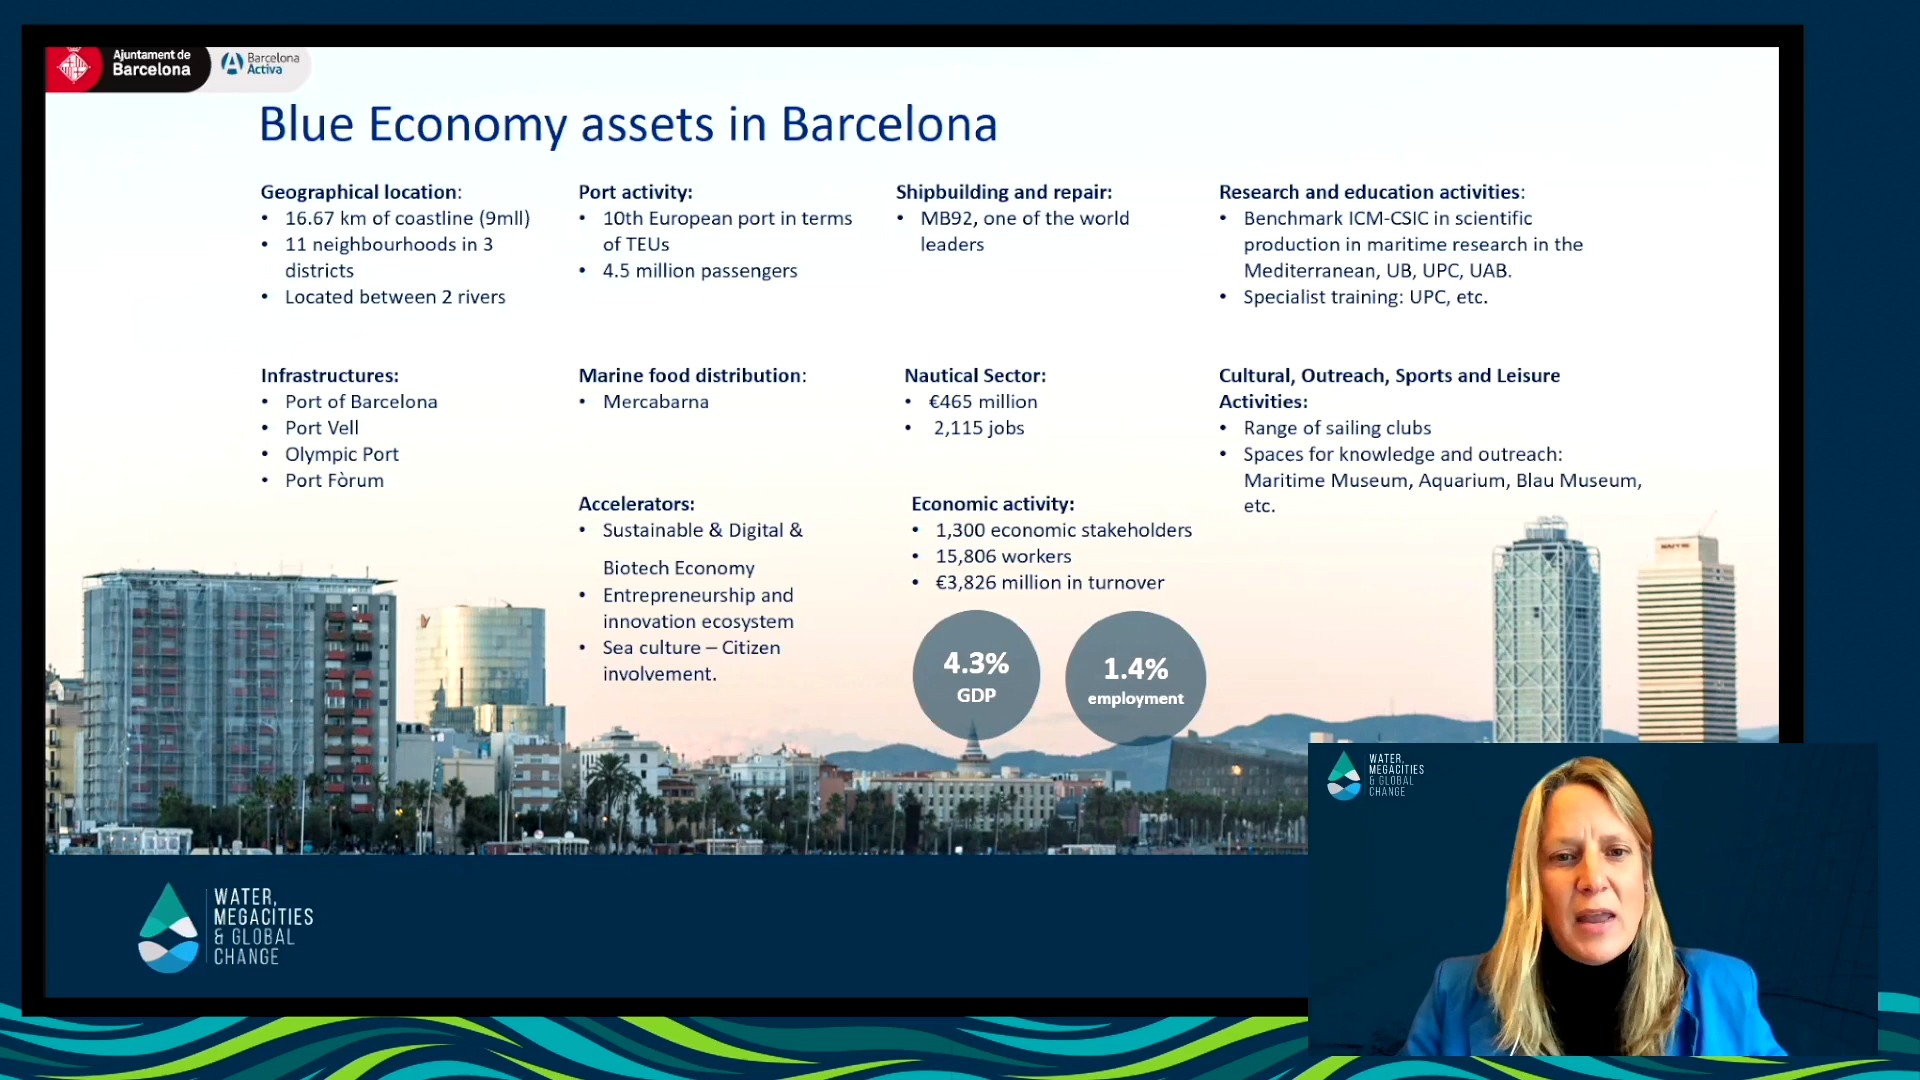 Ajuntament de
Barcelona
Barcelona
Activa
Blue Economy assets in Barcelona
Geographical location:
• 16.67 km of coastline (9mll)
• 11 neighbourhoods in 3
districts
• Located between 2 rivers
Port activity:
• 10th European port in terms
of TEUs
• 4.5 million passengers
Shipbuilding and repair:
• MB92, one of the world
leaders
Research and education activities:
• Benchmark ICM-CSIC in scientific
production in maritime research in the
Mediterranean, UB, UPC, UAB.
• Specialist training: UPC, etc.
Infrastructures:
• Port of Barcelona
• Port Vell
• Olympic Port
• Port Fòrum
Marine food distribution:
• Mercabarna
Nautical Sector:
• €465 million
• 2,115 jobs
Cultural, Outreach, Sports and Leisure
Activities:
• Range of sailing clubs
• Spaces for knowledge and outreach:
Maritime Museum, Aquarium, Blau Museum,
etc.
Accelerators:
• Sustainable & Digital &
Biotech Economy
• Entrepreneurship and
innovation ecosystem
• Sea culture – Citizen
involvement.
Economic activity:
• 1,300 economic stakeholders
• 15,806 workers
• €3,826 million in turnover
4.3%
GDP
1.4%
employment
WATER,
MEGACITIES
& GLOBAL
CHANGE
WATER,
MEGACITIES
& GLOBAL
CHANGE